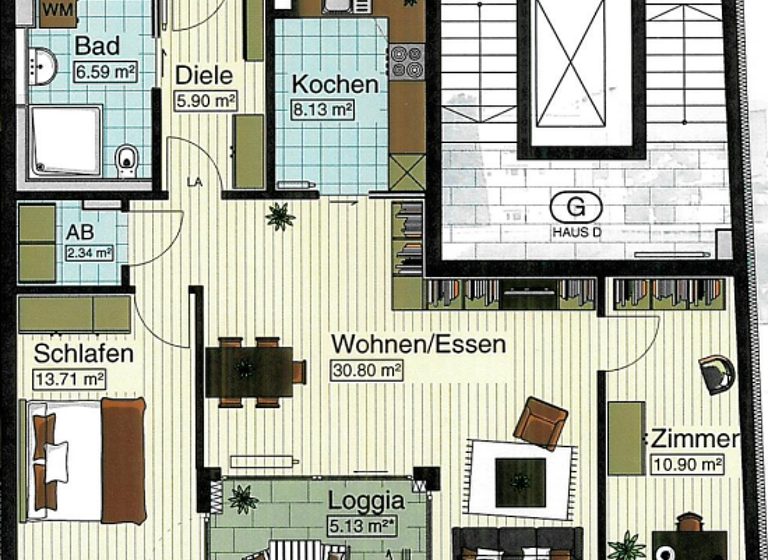 WM
Bad
6.59 m²
Diele
5.90 m²
Kochen
8.13 m²
LA
AB
2.34 m²
G
HAUS D
Schlafen
13.71 m²
Wohnen/Essen
30.80 m²
Zimmer
10.90 m²
Loggia
5.13 m²*